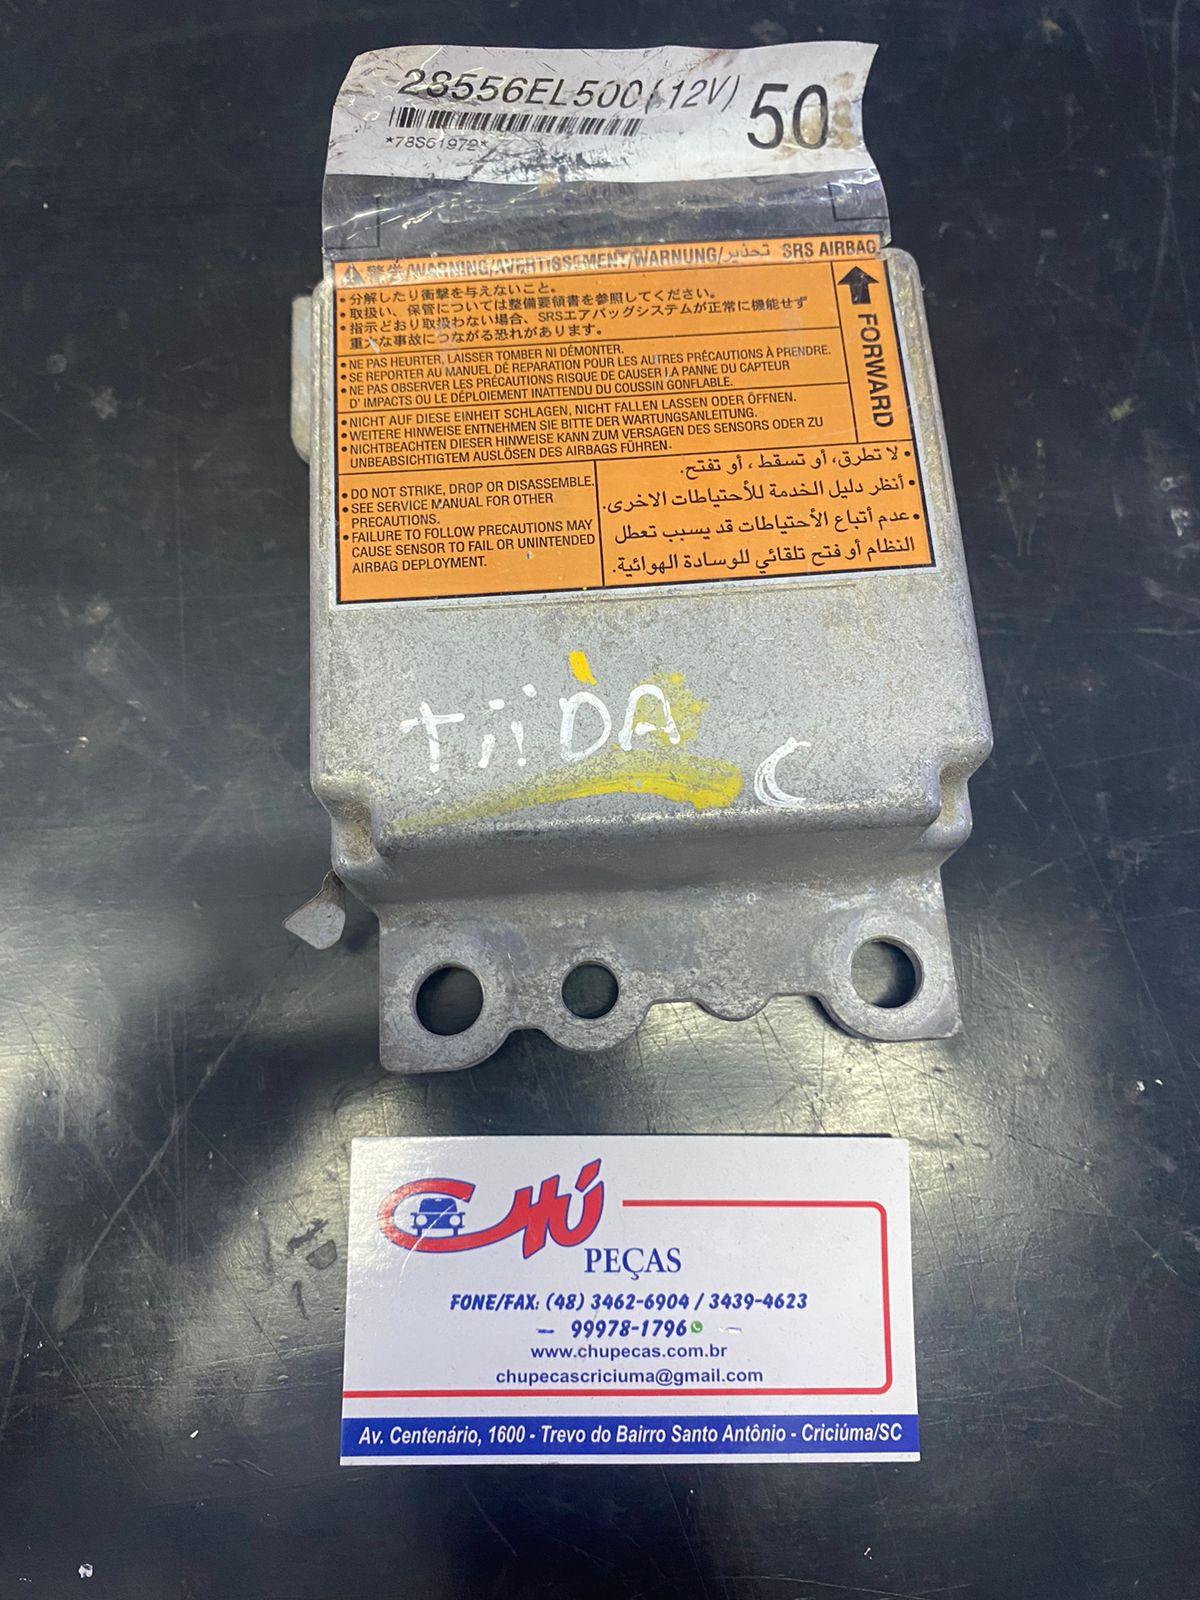 28556EL500(12V) 50
*78S61972*
警告/WARNING/AVERTISSEMENT/WARNUNG/تحذير SRS AIRBAG
・分解したり衝撃を与えないこと。
・取扱い、保管については整備要領書を参照してください。
・指示どおり取扱わない場合、SRSエアバッグシステムが正常に機能せず
重大な事故につながる恐れがあります。
• NE PAS HEURTER, LAISSER TOMBER NI DÉMONTER.
• SE REPORTER AU MANUEL DE RÉPARATION POUR LES AUTRES PRÉCAUTIONS À PRENDRE.
• NE PAS OBSERVER LES PRÉCAUTIONS RISQUE DE CAUSER LA PANNE DU CAPTEUR
D' IMPACTS OU LE DÉPLOIEMENT INATTENDU DU COUSSIN GONFLABLE.
• NICHT AUF DIESE EINHEIT SCHLAGEN, NICHT FALLEN LASSEN ODER ÖFFNEN.
• WEITERE HINWEISE ENTNEHMEN SIE BITTE DER WARTUNGSANLEITUNG.
• NICHTBEACHTEN DIESER HINWEISE KANN ZUM VERSAGEN DES SENSORS ODER ZU
UNBEABSICHTIGTEM AUSLÖSEN DES AIRBAGS FÜHREN.
FORWARD
• DO NOT STRIKE, DROP OR DISASSEMBLE.
• SEE SERVICE MANUAL FOR OTHER
PRECAUTIONS.
• FAILURE TO FOLLOW PRECAUTIONS MAY
CAUSE SENSOR TO FAIL OR UNINTENDED
AIRBAG DEPLOYMENT.
• لا تطرق، أو تسقط ، أو تفتح.
• أنظر دليل الخدمة للأحتياطات الاخرى.
• عدم أتباع الأحتياطات قد يسبب تعطل
النظام أو فتح تلقائي للوسادة الهوائية.
tiiDA C
CHÚ
PEÇAS
FONE/FAX: (48) 3462-6904 / 3439-4623
- 99978-1796 -
www.chupecas.com.br
chupecascriciuma@gmail.com
Av. Centenário, 1600 - Trevo do Bairro Santo Antônio - Criciúma/SC